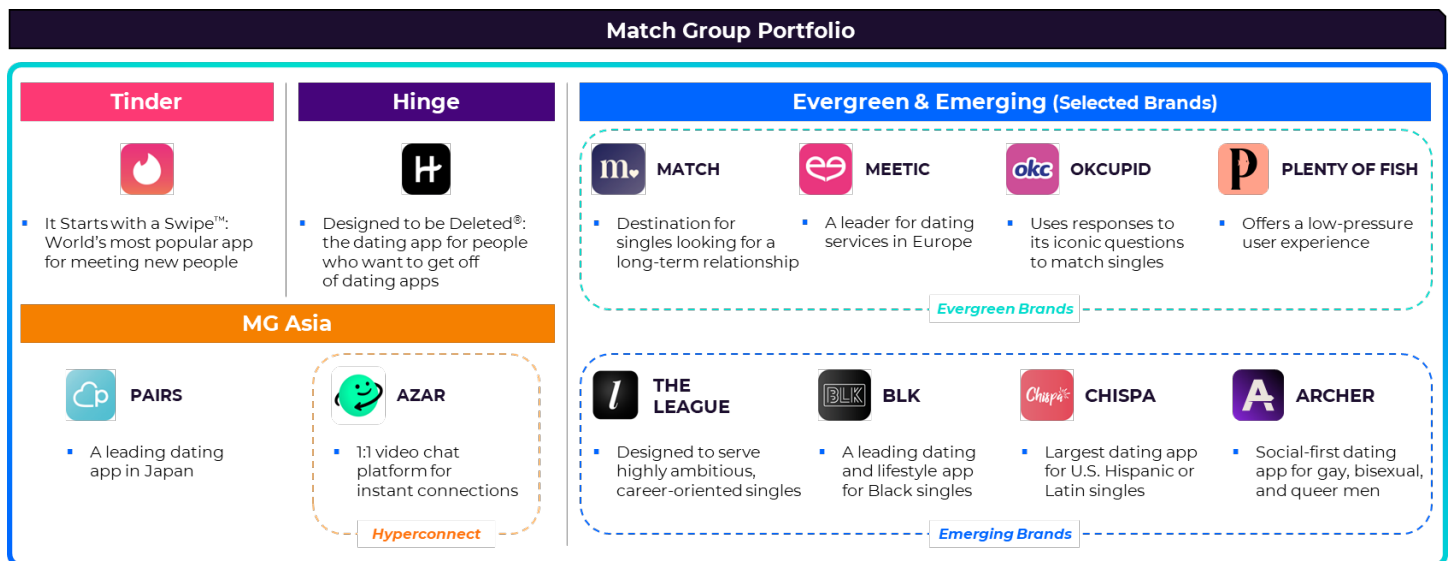 Match Group Portfolio
Tinder
It Starts with a Swipe™:
World's most popular app
for meeting new people
Hinge
H
Designed to be Deleted®:
the dating app for people
who want to get off
of dating apps
MG Asia
p
PAIRS
A leading dating
app in Japan
AZAR
1:1 video chat
platform for
instant connections
Hyperconnect
Evergreen & Emerging (Selected Brands)
m
MATCH
Destination for
singles looking for a
long-term relationship
MEETIC
A leader for dating
services in Europe
okc
OKCUPID
Uses responses to
its iconic questions
to match singles
P
PLENTY OF FISH
Offers a low-pressure
user experience
Evergreen Brands
l
THE
LEAGUE
Designed to serve
highly ambitious,
career-oriented singles
BLK
BLK
A leading dating
and lifestyle app
for Black singles
Chispa
CHISPA
Largest dating app
for U.S. Hispanic or
Latin singles
A
ARCHER
Social-first dating
app for gay, bisexual,
and queer men
Emerging Brands